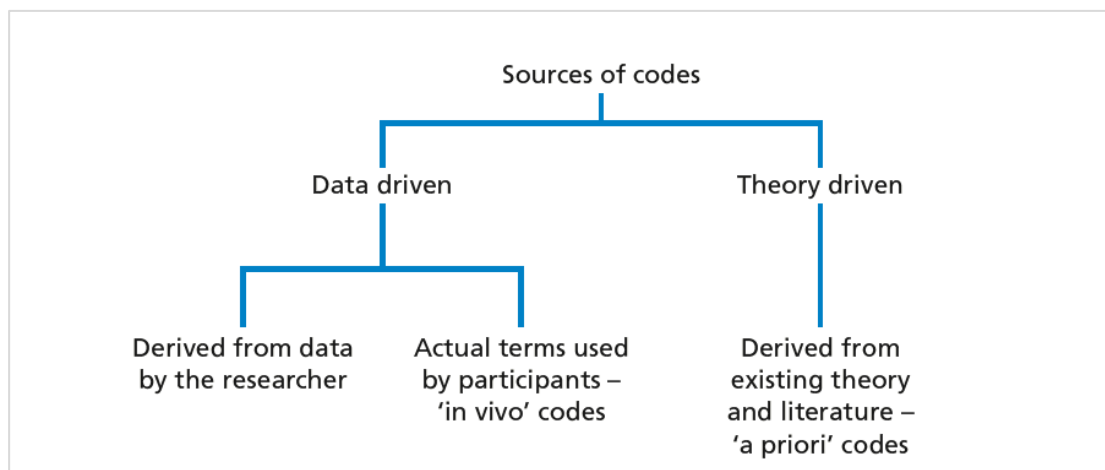 Sources of codes
Data driven
Theory driven
Derived from data
by the researcher
Actual terms used
by participants –
‘in vivo’ codes
Derived from
existing theory
and literature –
‘a priori’ codes